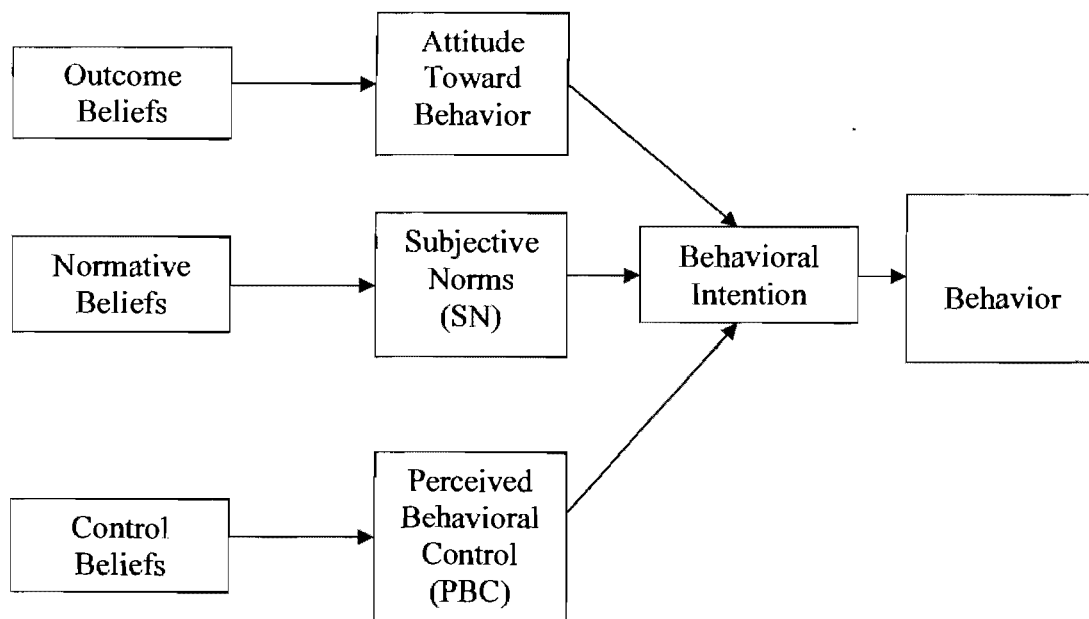 Outcome
Beliefs
Attitude
Toward
Behavior
Normative
Beliefs
Subjective
Norms
(SN)
Behavioral
Intention
Behavior
Control
Beliefs
Perceived
Behavioral
Control
(PBC)